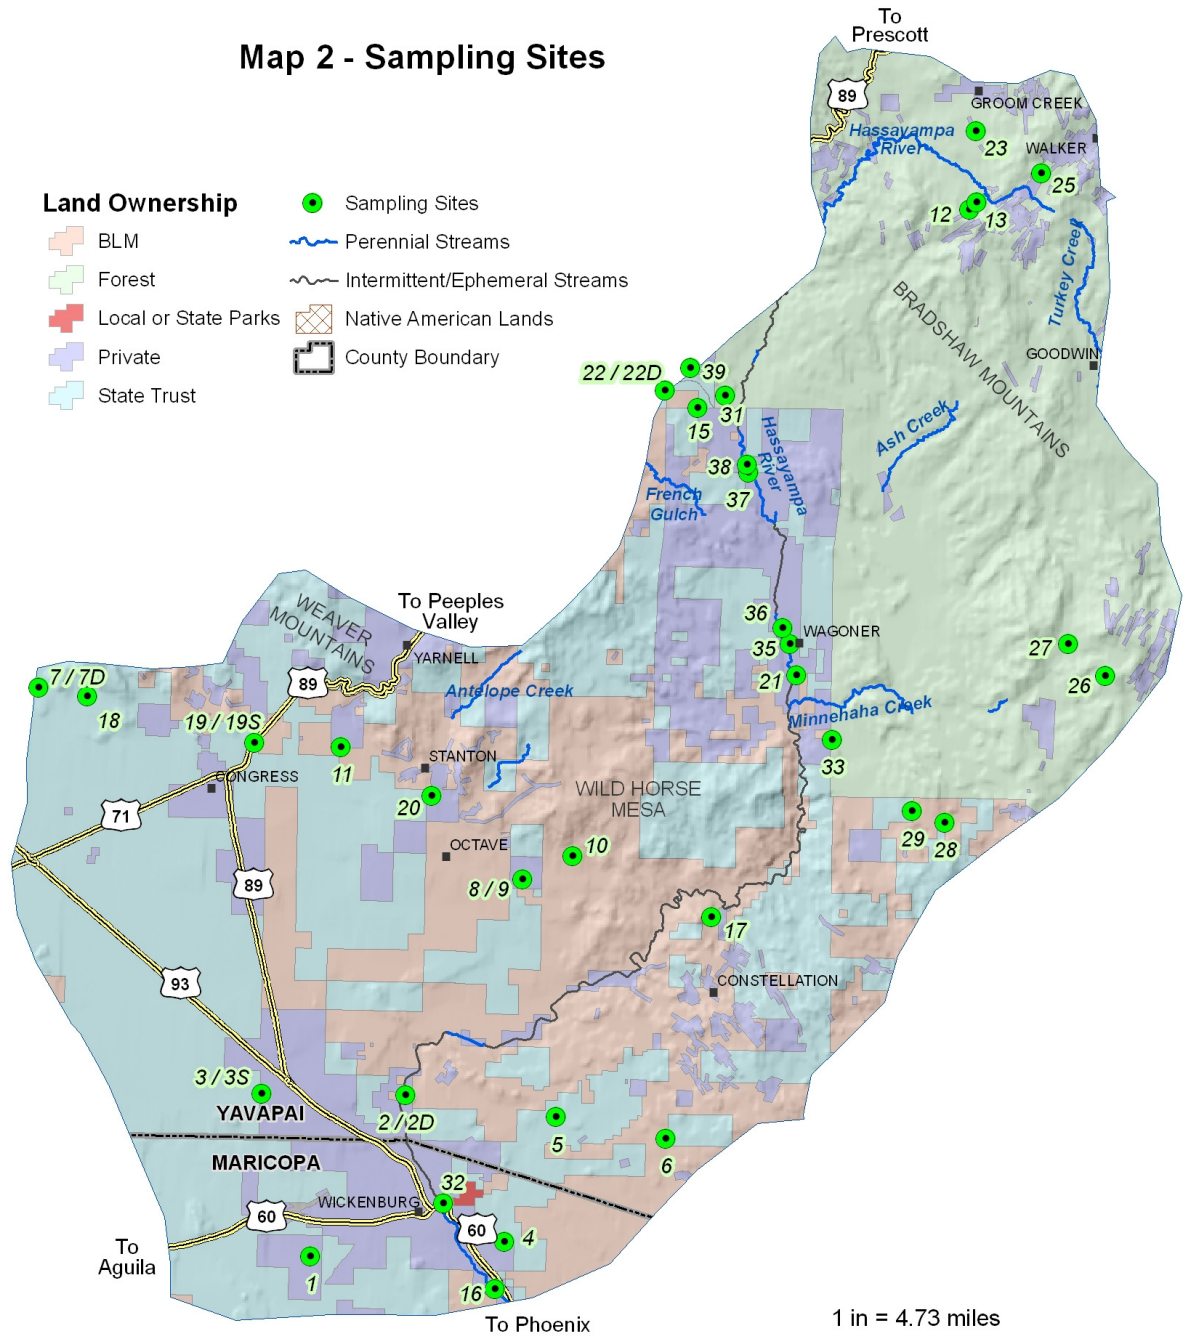 To
Prescott
Map 2 - Sampling Sites
89
GROOM CREEK
Hassayampa
River
23
WALKER
25
12
13
Land Ownership
BLM
Forest
Local or State Parks
Private
State Trust
Sampling Sites
Perennial Streams
Intermittent/Ephemeral Streams
Native American Lands
County Boundary
Turkey Creek
BRADSHAW MOUNTAINS
GOODWIN
22 / 22D
39
31
15
Ash Creek
38
Hassayampa
River
37
French
Gulch
To Peeples
Valley
WEAVER
MOUNTAINS
YARNELL
36
WAGONER
35
27
21
26
7 / 7D
18
89
Antelope Creek
Minnehaha Creek
19 / 19S
11
STANTON
33
CONGRESS
WILD HORSE
MESA
20
71
29
28
OCTAVE
10
8 / 9
89
17
93
CONSTELLATION
3 / 3S
YAVAPAI
2 / 2D
5
6
MARICOPA
32
WICKENBURG
60
60
4
To
Aguila
1
16
To Phoenix
1 in = 4.73 miles